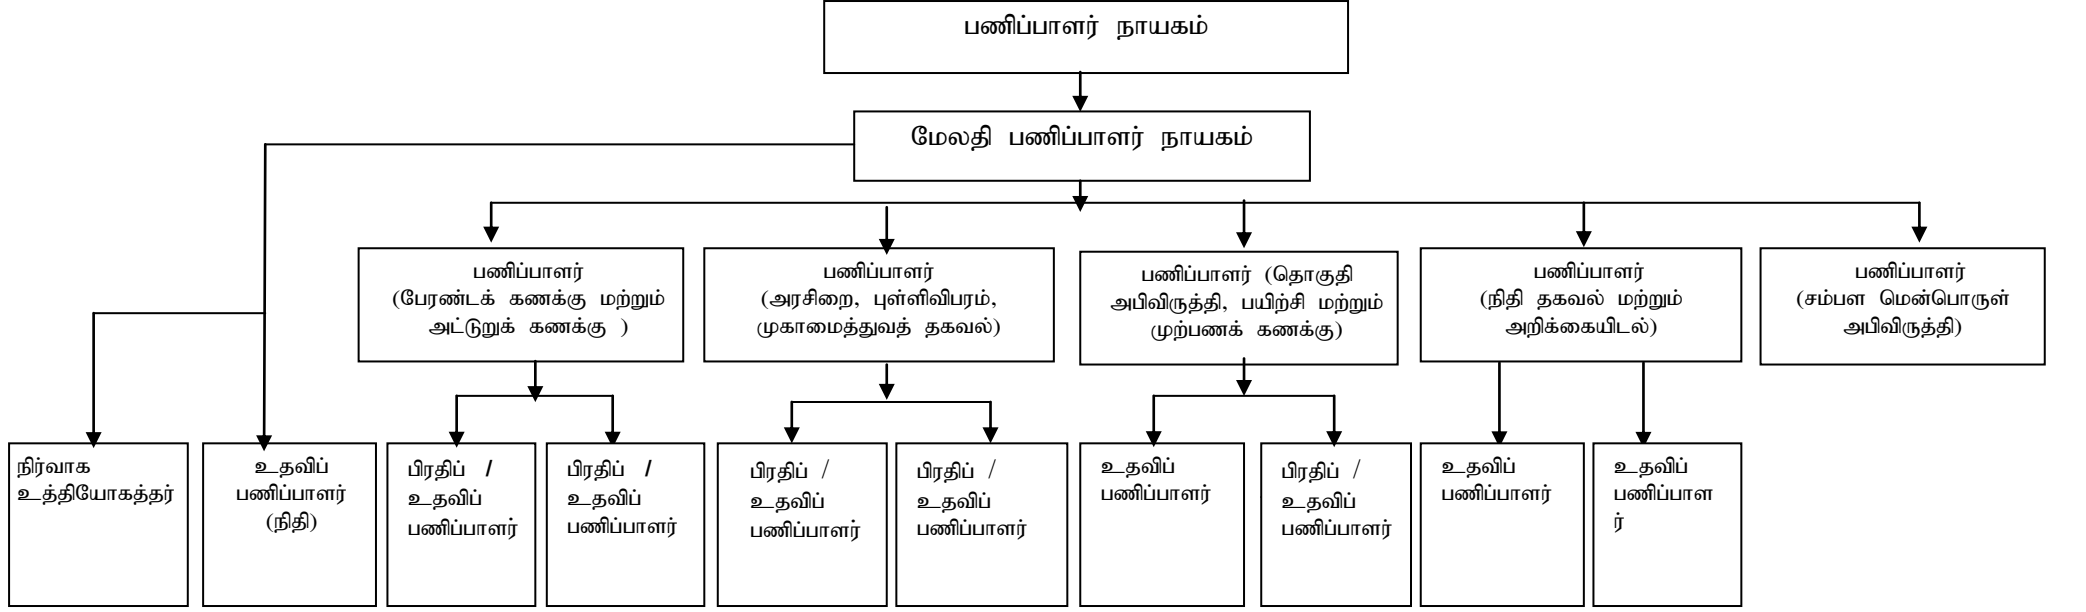 பணிப்பாளர் நாயகம்
மேலதி பணிப்பாளர் நாயகம்
பணிப்பாளர்
(பேரண்டக் கணக்கு மற்றும்
அட்டுறுக் கணக்கு )
பணிப்பாளர்
(அரசிறை, புள்ளிவிபரம்,
முகாமைத்துவத் தகவல்)
பணிப்பாளர் (தொகுதி
அபிவிருத்தி, பயிற்சி மற்றும்
முற்பணக் கணக்கு)
பணிப்பாளர்
(நிதி தகவல் மற்றும்
அறிக்கையிடல்)
பணிப்பாளர்
(சம்பள மென்பொருள்
அபிவிருத்தி)
நிர்வாக
உத்தியோகத்தர்
உதவிப்
பணிப்பாளர்
(நிதி)
பிரதிப் /
உதவிப்
பணிப்பாளர்
பிரதிப் /
உதவிப்
பணிப்பாளர்
பிரதிப் /
உதவிப்
பணிப்பாளர்
பிரதிப் /
உதவிப்
பணிப்பாளர்
உதவிப்
பணிப்பாளர்
பிரதிப் /
உதவிப்
பணிப்பாளர்
உதவிப்
பணிப்பாளர்
உதவிப்
பணிப்பாள
ர்